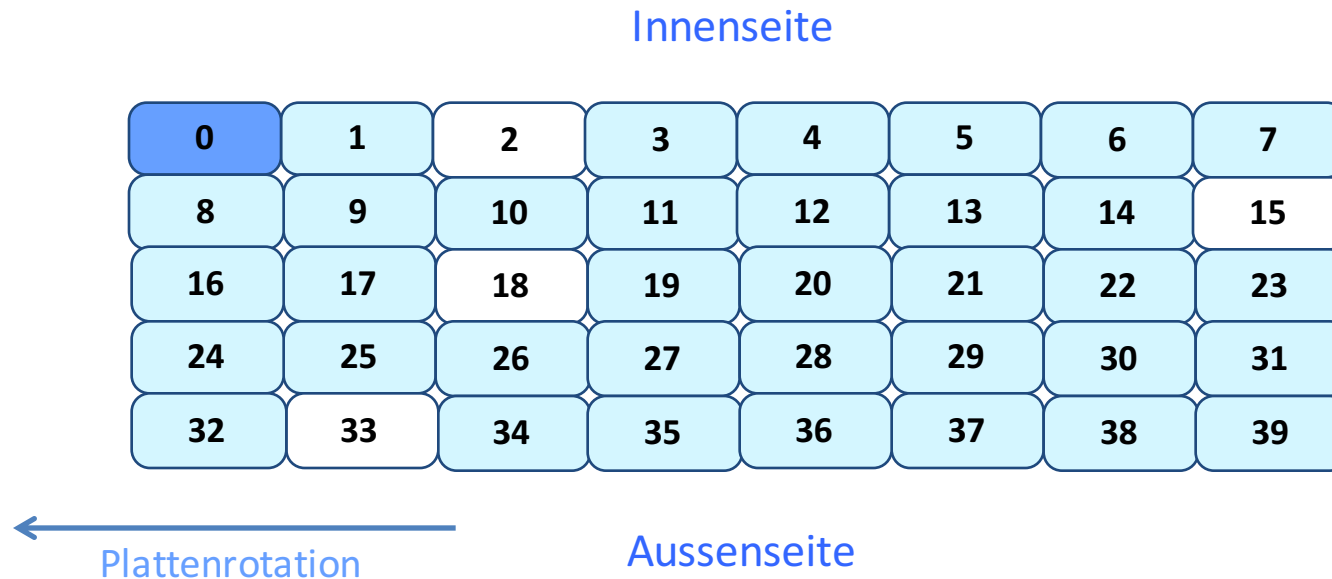 Innenseite
0 1 2 3 4 5 6 7
8 9 10 11 12 13 14 15
16 17 18 19 20 21 22 23
24 25 26 27 28 29 30 31
32 33 34 35 36 37 38 39
Plattenrotation
Aussenseite